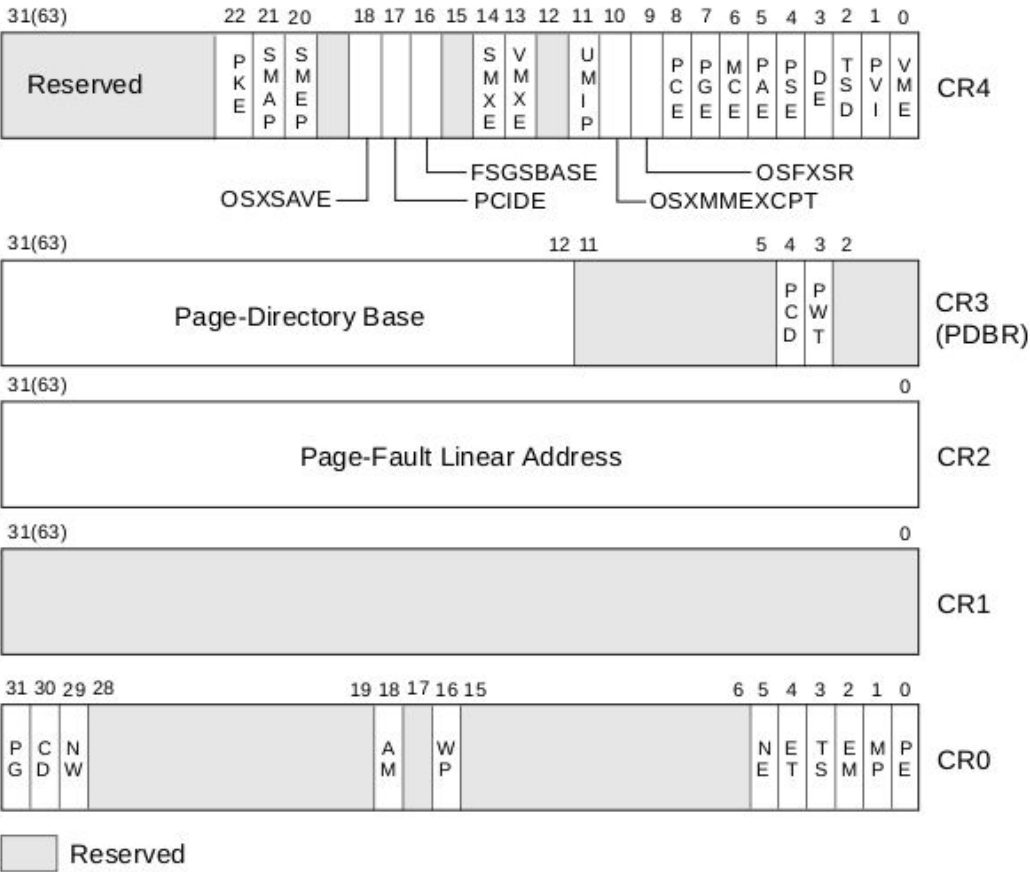 31(63) 22 21 20 18 17 16 15 14 13 12 11 10 9 8 7 6 5 4 3 2 1 0
Reserved PKE SMAP SMEP SMXE VMXE UMIP PCE PGE MCE PAE PSE DE TSD PVI VME CR4
FSGSBASE OSFXSR
OSXSAVE PCIDE OSXMMEXCPT
31(63) 12 11 5 4 3 2
Page-Directory Base PCD PWT CR3
(PDBR)
31(63) 0
Page-Fault Linear Address CR2
31(63) 0
CR1
31 30 29 28 19 18 17 16 15 6 5 4 3 2 1 0
PG CD NW AM WP NE ET TS EM MP PE CR0
Reserved